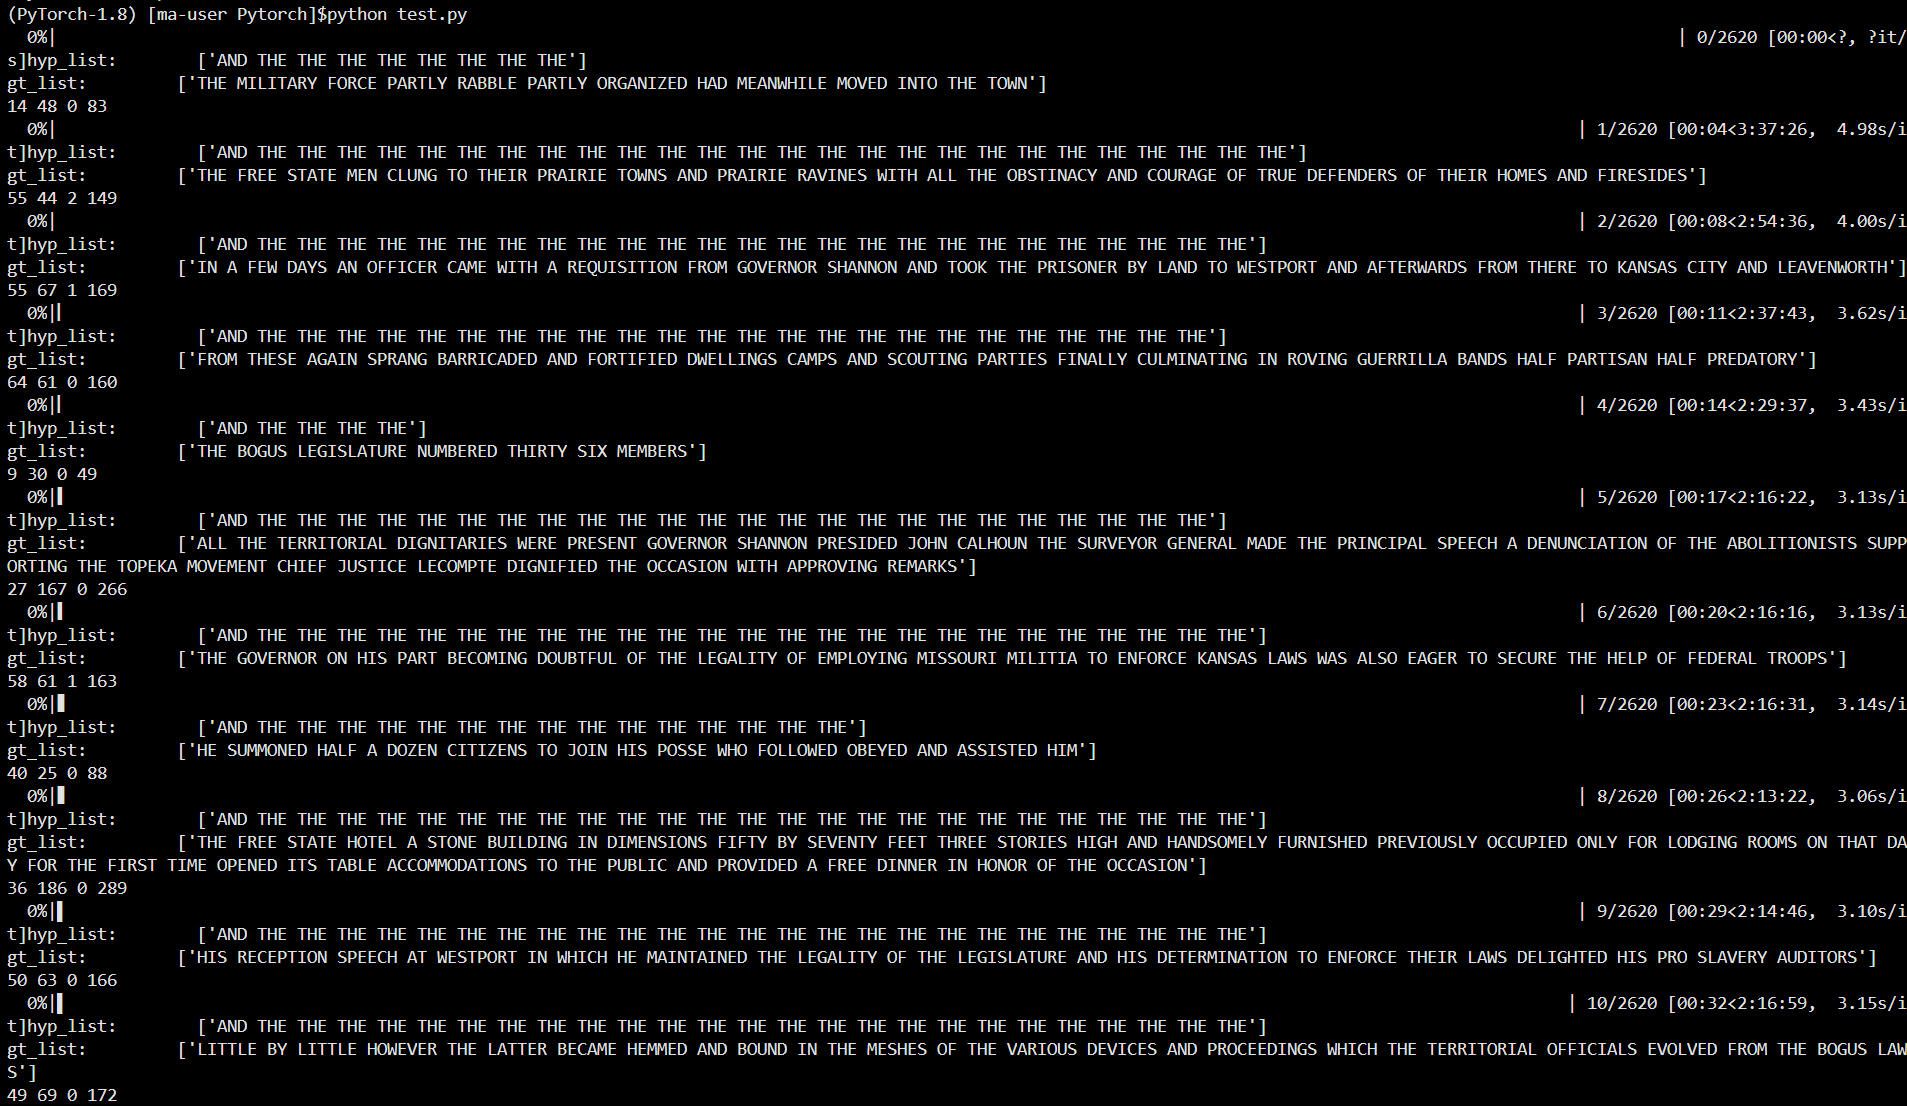 (PyTorch-1.8) [ma-user Pytorch]$python test.py
0%| | 0/2620 [00:00<?, ?it/
s]hyp_list: ['AND THE THE THE THE THE THE THE THE']
gt_list: ['THE MILITARY FORCE PARTLY RABBLE PARTLY ORGANIZED HAD MEANWHILE MOVED INTO THE TOWN']
14 48 0 83
0%| | 1/2620 [00:04<3:37:26, 4.98s/i
t]hyp_list: ['AND THE THE THE THE THE THE THE THE THE THE THE THE THE THE THE THE THE THE THE THE THE THE THE THE THE THE']
gt_list: ['THE FREE STATE MEN CLUNG TO THEIR PRAIRIE TOWNS AND PRAIRIE RAVINES WITH ALL THE OBSTINACY AND COURAGE OF TRUE DEFENDERS OF THEIR HOMES AND FIRESIDES']
55 44 2 149
0%| | 2/2620 [00:08<2:54:36, 4.00s/i
t]hyp_list: ['AND THE THE THE THE THE THE THE THE THE THE THE THE THE THE THE THE THE THE THE THE THE THE THE THE THE']
gt_list: ['IN A FEW DAYS AN OFFICER CAME WITH A REQUISITION FROM GOVERNOR SHANNON AND TOOK THE PRISONER BY LAND TO WESTPORT AND AFTERWARDS FROM THERE TO KANSAS CITY AND LEAVENWORTH']
55 67 1 169
0%| | 3/2620 [00:11<2:37:43, 3.62s/i
t]hyp_list: ['AND THE THE THE THE THE THE THE THE THE THE THE THE THE THE THE THE THE THE THE THE THE THE THE THE']
gt_list: ['FROM THESE AGAIN SPRANG BARRICADED AND FORTIFIED DWELLINGS CAMPS AND SCOUTING PARTIES FINALLY CULMINATING IN ROVING GUERRILLA BANDS HALF PARTISAN HALF PREDATORY']
64 61 0 160
0%| | 4/2620 [00:14<2:29:37, 3.43s/i
t]hyp_list: ['AND THE THE THE THE']
gt_list: ['THE BOGUS LEGISLATURE NUMBERED THIRTY SIX MEMBERS']
9 30 0 49
0%| | 5/2620 [00:17<2:16:22, 3.13s/i
t]hyp_list: ['AND THE THE THE THE THE THE THE THE THE THE THE THE THE THE THE THE THE THE THE THE THE THE THE THE']
gt_list: ['ALL THE TERRITORIAL DIGNITARIES WERE PRESENT GOVERNOR SHANNON PRESIDED JOHN CALHOUN THE SURVEYOR GENERAL MADE THE PRINCIPAL SPEECH A DENUNCIATION OF THE ABOLITIONISTS SUPP
ORTING THE TOPEKA MOVEMENT CHIEF JUSTICE LECOMPTE DIGNIFIED THE OCCASION WITH APPROVING REMARKS']
27 167 0 266
0%| | 6/2620 [00:20<2:16:16, 3.13s/i
t]hyp_list: ['AND THE THE THE THE THE THE THE THE THE THE THE THE THE THE THE THE THE THE THE THE THE THE THE THE THE']
gt_list: ['THE GOVERNOR ON HIS PART BECOMING DOUBTFUL OF THE LEGALITY OF EMPLOYING MISSOURI MILITIA TO ENFORCE KANSAS LAWS WAS ALSO EAGER TO SECURE THE HELP OF FEDERAL TROOPS']
58 61 1 163
0%| | 7/2620 [00:23<2:16:31, 3.14s/i
t]hyp_list: ['AND THE THE THE THE THE THE THE THE THE THE THE THE THE THE THE']
gt_list: ['HE SUMMONED HALF A DOZEN CITIZENS TO JOIN HIS POSSE WHO FOLLOWED OBEYED AND ASSISTED HIM']
40 25 0 88
0%| | 8/2620 [00:26<2:13:22, 3.06s/i
t]hyp_list: ['AND THE THE THE THE THE THE THE THE THE THE THE THE THE THE THE THE THE THE THE THE THE THE THE THE THE']
gt_list: ['THE FREE STATE HOTEL A STONE BUILDING IN DIMENSIONS FIFTY BY SEVENTY FEET THREE STORIES HIGH AND HANDSOMELY FURNISHED PREVIOUSLY OCCUPIED ONLY FOR LODGING ROOMS ON THAT DA
Y FOR THE FIRST TIME OPENED ITS TABLE ACCOMMODATIONS TO THE PUBLIC AND PROVIDED A FREE DINNER IN HONOR OF THE OCCASION']
36 186 0 289
0%| | 9/2620 [00:29<2:14:46, 3.10s/i
t]hyp_list: ['AND THE THE THE THE THE THE THE THE THE THE THE THE THE THE THE THE THE THE THE THE THE THE THE THE THE']
gt_list: ['HIS RECEPTION SPEECH AT WESTPORT IN WHICH HE MAINTAINED THE LEGALITY OF THE LEGISLATURE AND HIS DETERMINATION TO ENFORCE THEIR LAWS DELIGHTED HIS PRO SLAVERY AUDITORS']
50 63 0 166
0%| | 10/2620 [00:32<2:16:59, 3.15s/i
t]hyp_list: ['AND THE THE THE THE THE THE THE THE THE THE THE THE THE THE THE THE THE THE THE THE THE THE THE THE THE']
gt_list: ['LITTLE BY LITTLE HOWEVER THE LATTER BECAME HEMMED AND BOUND IN THE MESHES OF THE VARIOUS DEVICES AND PROCEEDINGS WHICH THE TERRITORIAL OFFICIALS EVOLVED FROM THE BOGUS LAW
S']
49 69 0 172